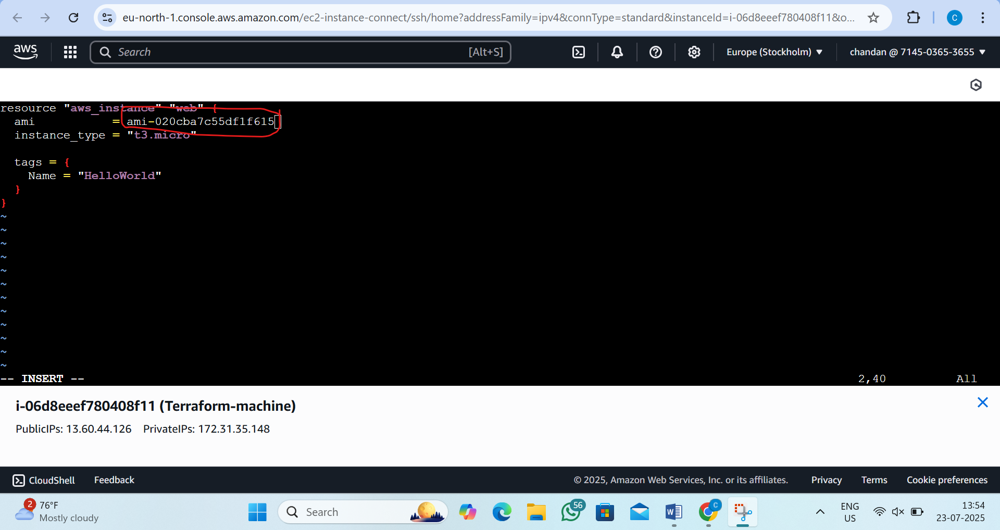 eu-north-1.console.aws.amazon.com/ec2-instance-connect/ssh/home?addressFamily=ipv4&connType=standard&instanceId=i-06d8eeef780408f11&o...
C
aws
Search
[Alt+S]
Europe (Stockholm)
chandan @ 7145-0365-3655
resource "aws_instance" "web" {
ami = ami-020cba7c55df1f615
instance_type = "t3.micro"
tags = {
Name = "HelloWorld"
}
}
~
~
~
~
~
~
~
~
~
~
~
~
-- INSERT --
2,40
All
i-06d8eeef780408f11 (Terraform-machine)
PublicIPs: 13.60.44.126 PrivateIPs: 172.31.35.148
CloudShell
Feedback
© 2025, Amazon Web Services, Inc. or its affiliates.
Privacy
Terms
Cookie preferences
2
76°F
Mostly cloudy
Search
56
W
C
ENG
US
13:54
23-07-2025